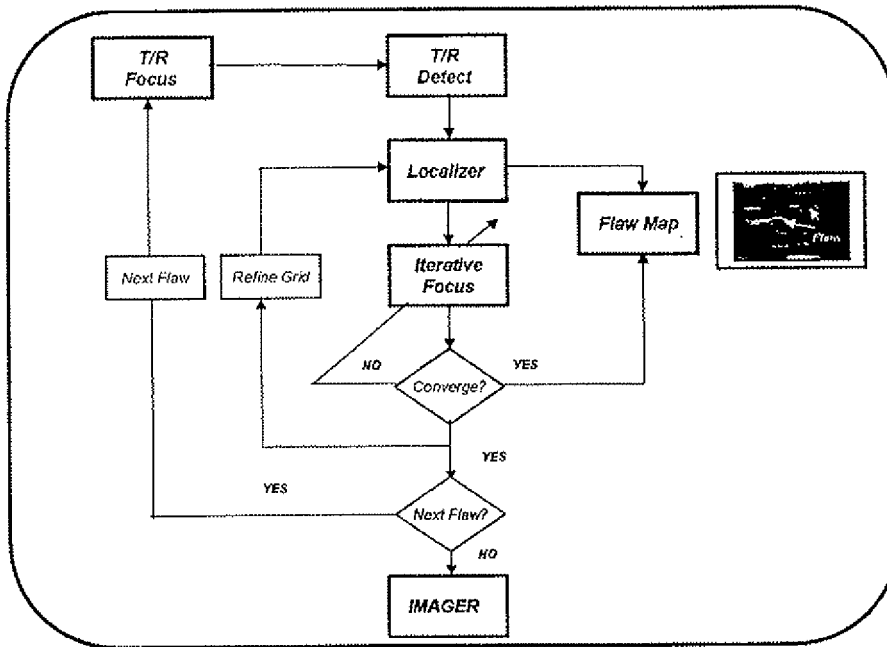 T/R
Focus
T/R
Detect
Localizer
Flaw Map
Flaw
Next Flaw
Refine Grid
Iterative
Focus
NO
YES
Converge?
YES
YES
Next Flaw?
NO
IMAGER